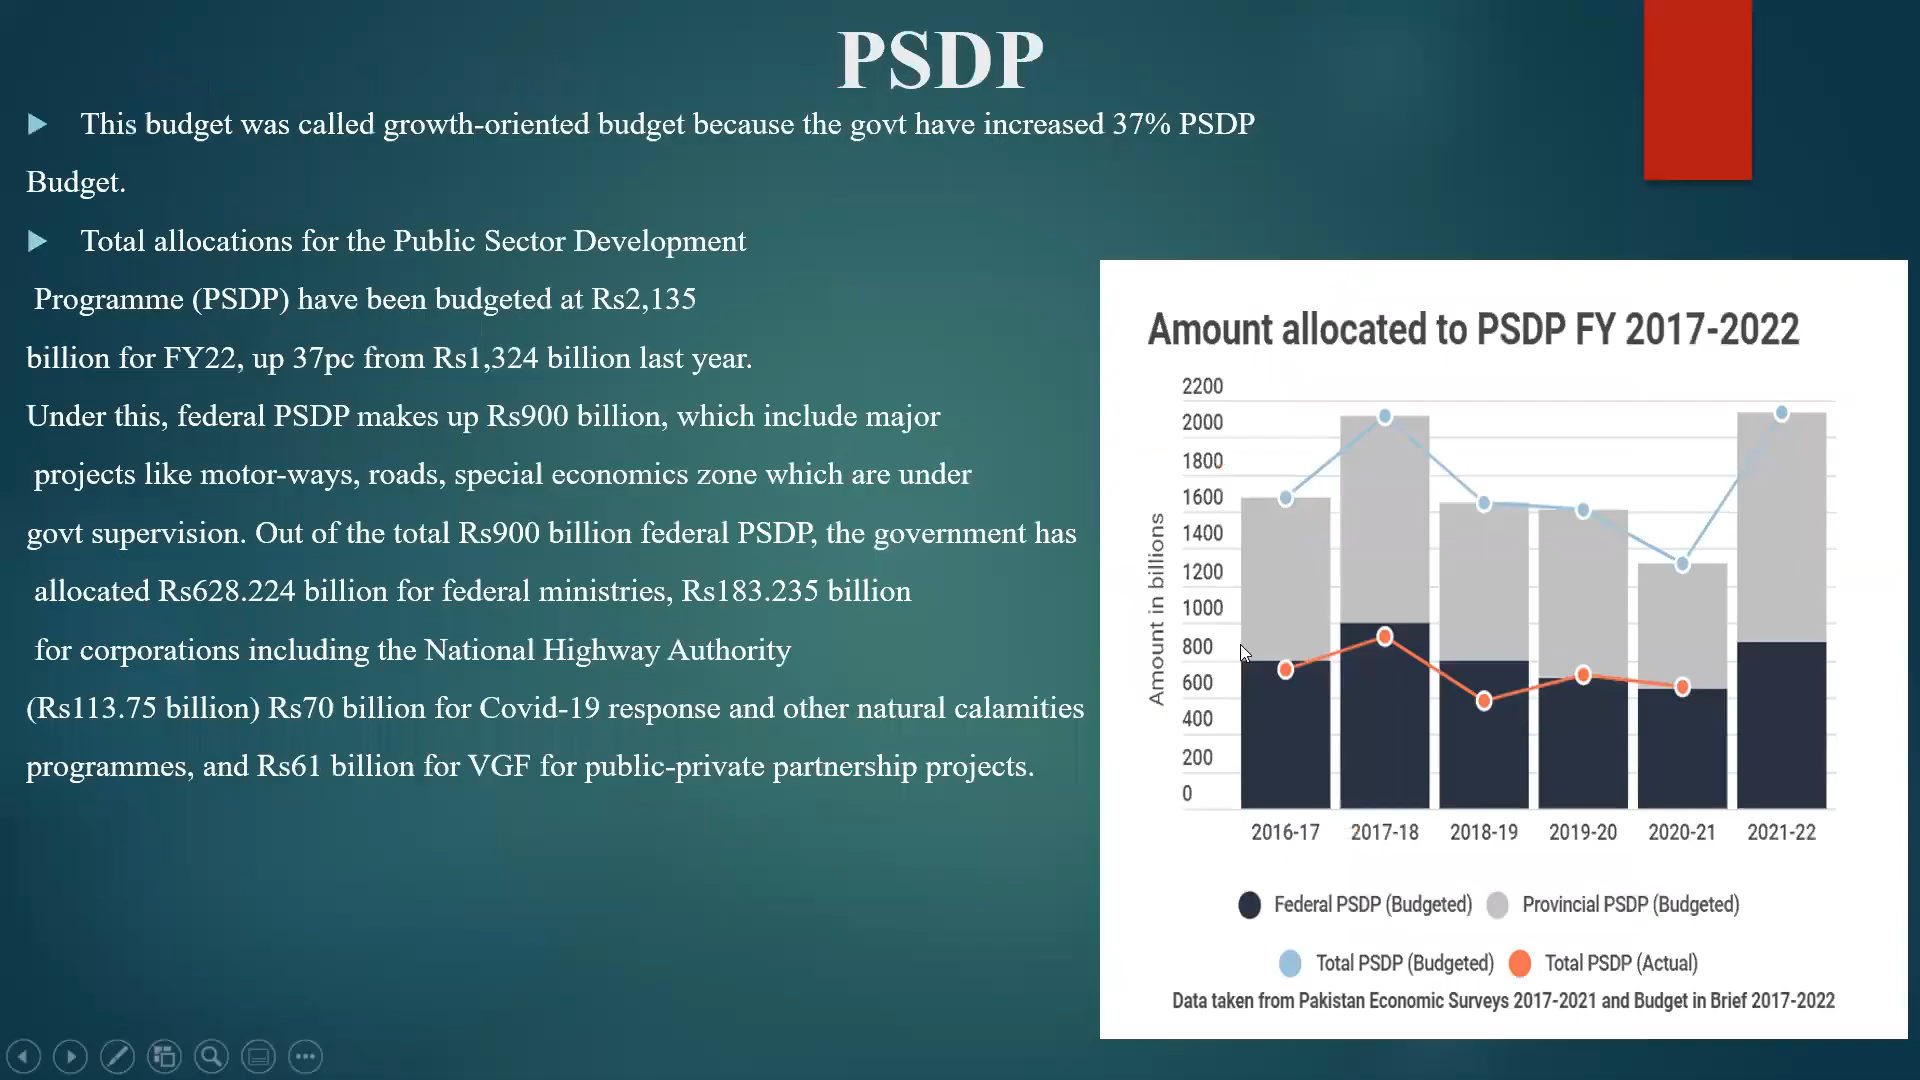 PSDP
This budget was called growth-oriented budget because the govt have increased 37% PSDP
Budget.
Total allocations for the Public Sector Development
Programme (PSDP) have been budgeted at Rs2,135
billion for FY22, up 37pc from Rs1,324 billion last year.
Under this, federal PSDP makes up Rs900 billion, which include major
projects like motor-ways, roads, special economics zone which are under
govt supervision. Out of the total Rs900 billion federal PSDP, the government has
allocated Rs628.224 billion for federal ministries, Rs183.235 billion
for corporations including the National Highway Authority
(Rs113.75 billion) Rs70 billion for Covid-19 response and other natural calamities
programmes, and Rs61 billion for VGF for public-private partnership projects.
Amount allocated to PSDP FY 2017-2022
Amount in billions
2200
2000
1800
1600
1400
1200
1000
800
600
400
200
0
2016-17 2017-18 2018-19 2019-20 2020-21 2021-22
Federal PSDP (Budgeted) Provincial PSDP (Budgeted)
Total PSDP (Budgeted) Total PSDP (Actual)
Data taken from Pakistan Economic Surveys 2017-2021 and Budget in Brief 2017-2022